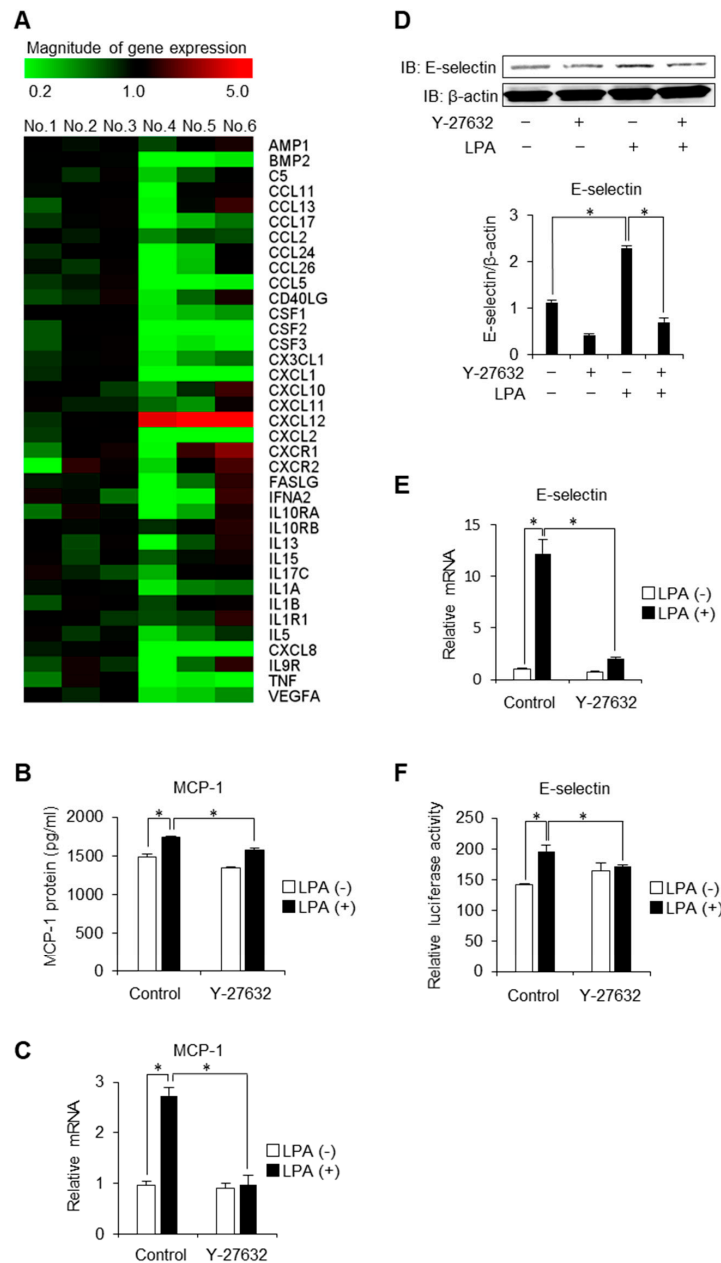 A
Magnitude of gene expression
0.2 1.0 5.0
No.1 No.2 No.3 No.4 No.5 No.6
AMP1
BMP2
C5
CCL11
CCL13
CCL17
CCL2
CCL24
CCL26
CCL5
CD40LG
CSF1
CSF2
CSF3
CX3CL1
CXCL1
CXCL10
CXCL11
CXCL12
CXCL2
CXCR1
CXCR2
FASLG
IFNA2
IL10RA
IL10RB
IL13
IL15
IL17C
IL1A
IL1B
IL1R1
IL5
CXCL8
IL9R
TNF
VEGFA
B
MCP-1
MCP-1 protein (pg/ml)
2000
1500
1000
500
0
* *
LPA (-)
LPA (+)
Control Y-27632
C
MCP-1
Relative mRNA
3
2
1
0
* *
LPA (-)
LPA (+)
Control Y-27632
D
IB: E-selectin
IB: β-actin
Y-27632 − + − +
LPA − − + +
E-selectin
E-selectin/β-actin
3
2
1
0
* *
Y-27632 − + − +
LPA − − + +
E
E-selectin
Relative mRNA
15
10
5
0
* *
LPA (-)
LPA (+)
Control Y-27632
F
E-selectin
Relative luciferase activity
250
200
150
100
50
0
* *
LPA (-)
LPA (+)
Control Y-27632